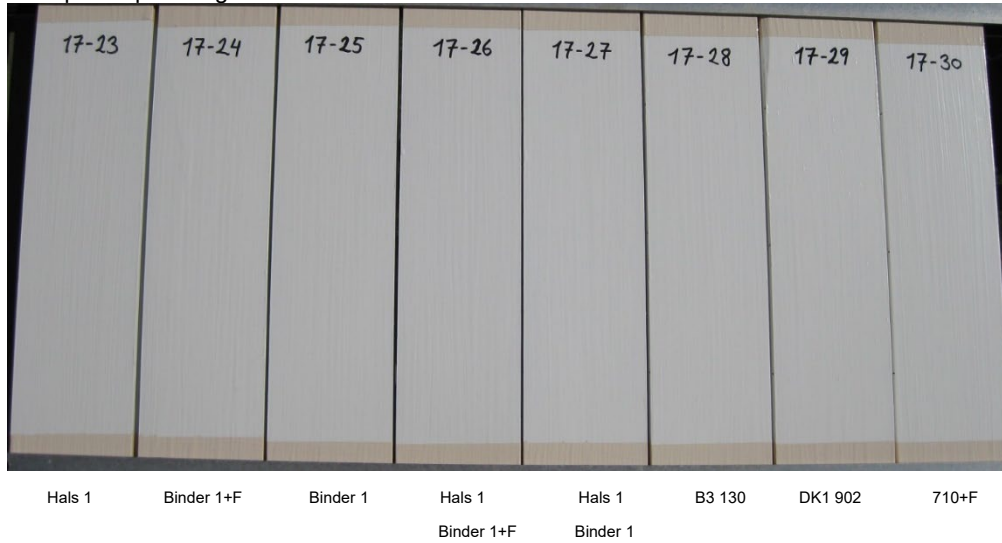 17-23 17-24 17-25 17-26 17-27 17-28 17-29 17-30
Hals 1 Binder 1+F Binder 1 Hals 1 Hals 1 B3 130 DK1 902 710+F
Binder 1+F Binder 1